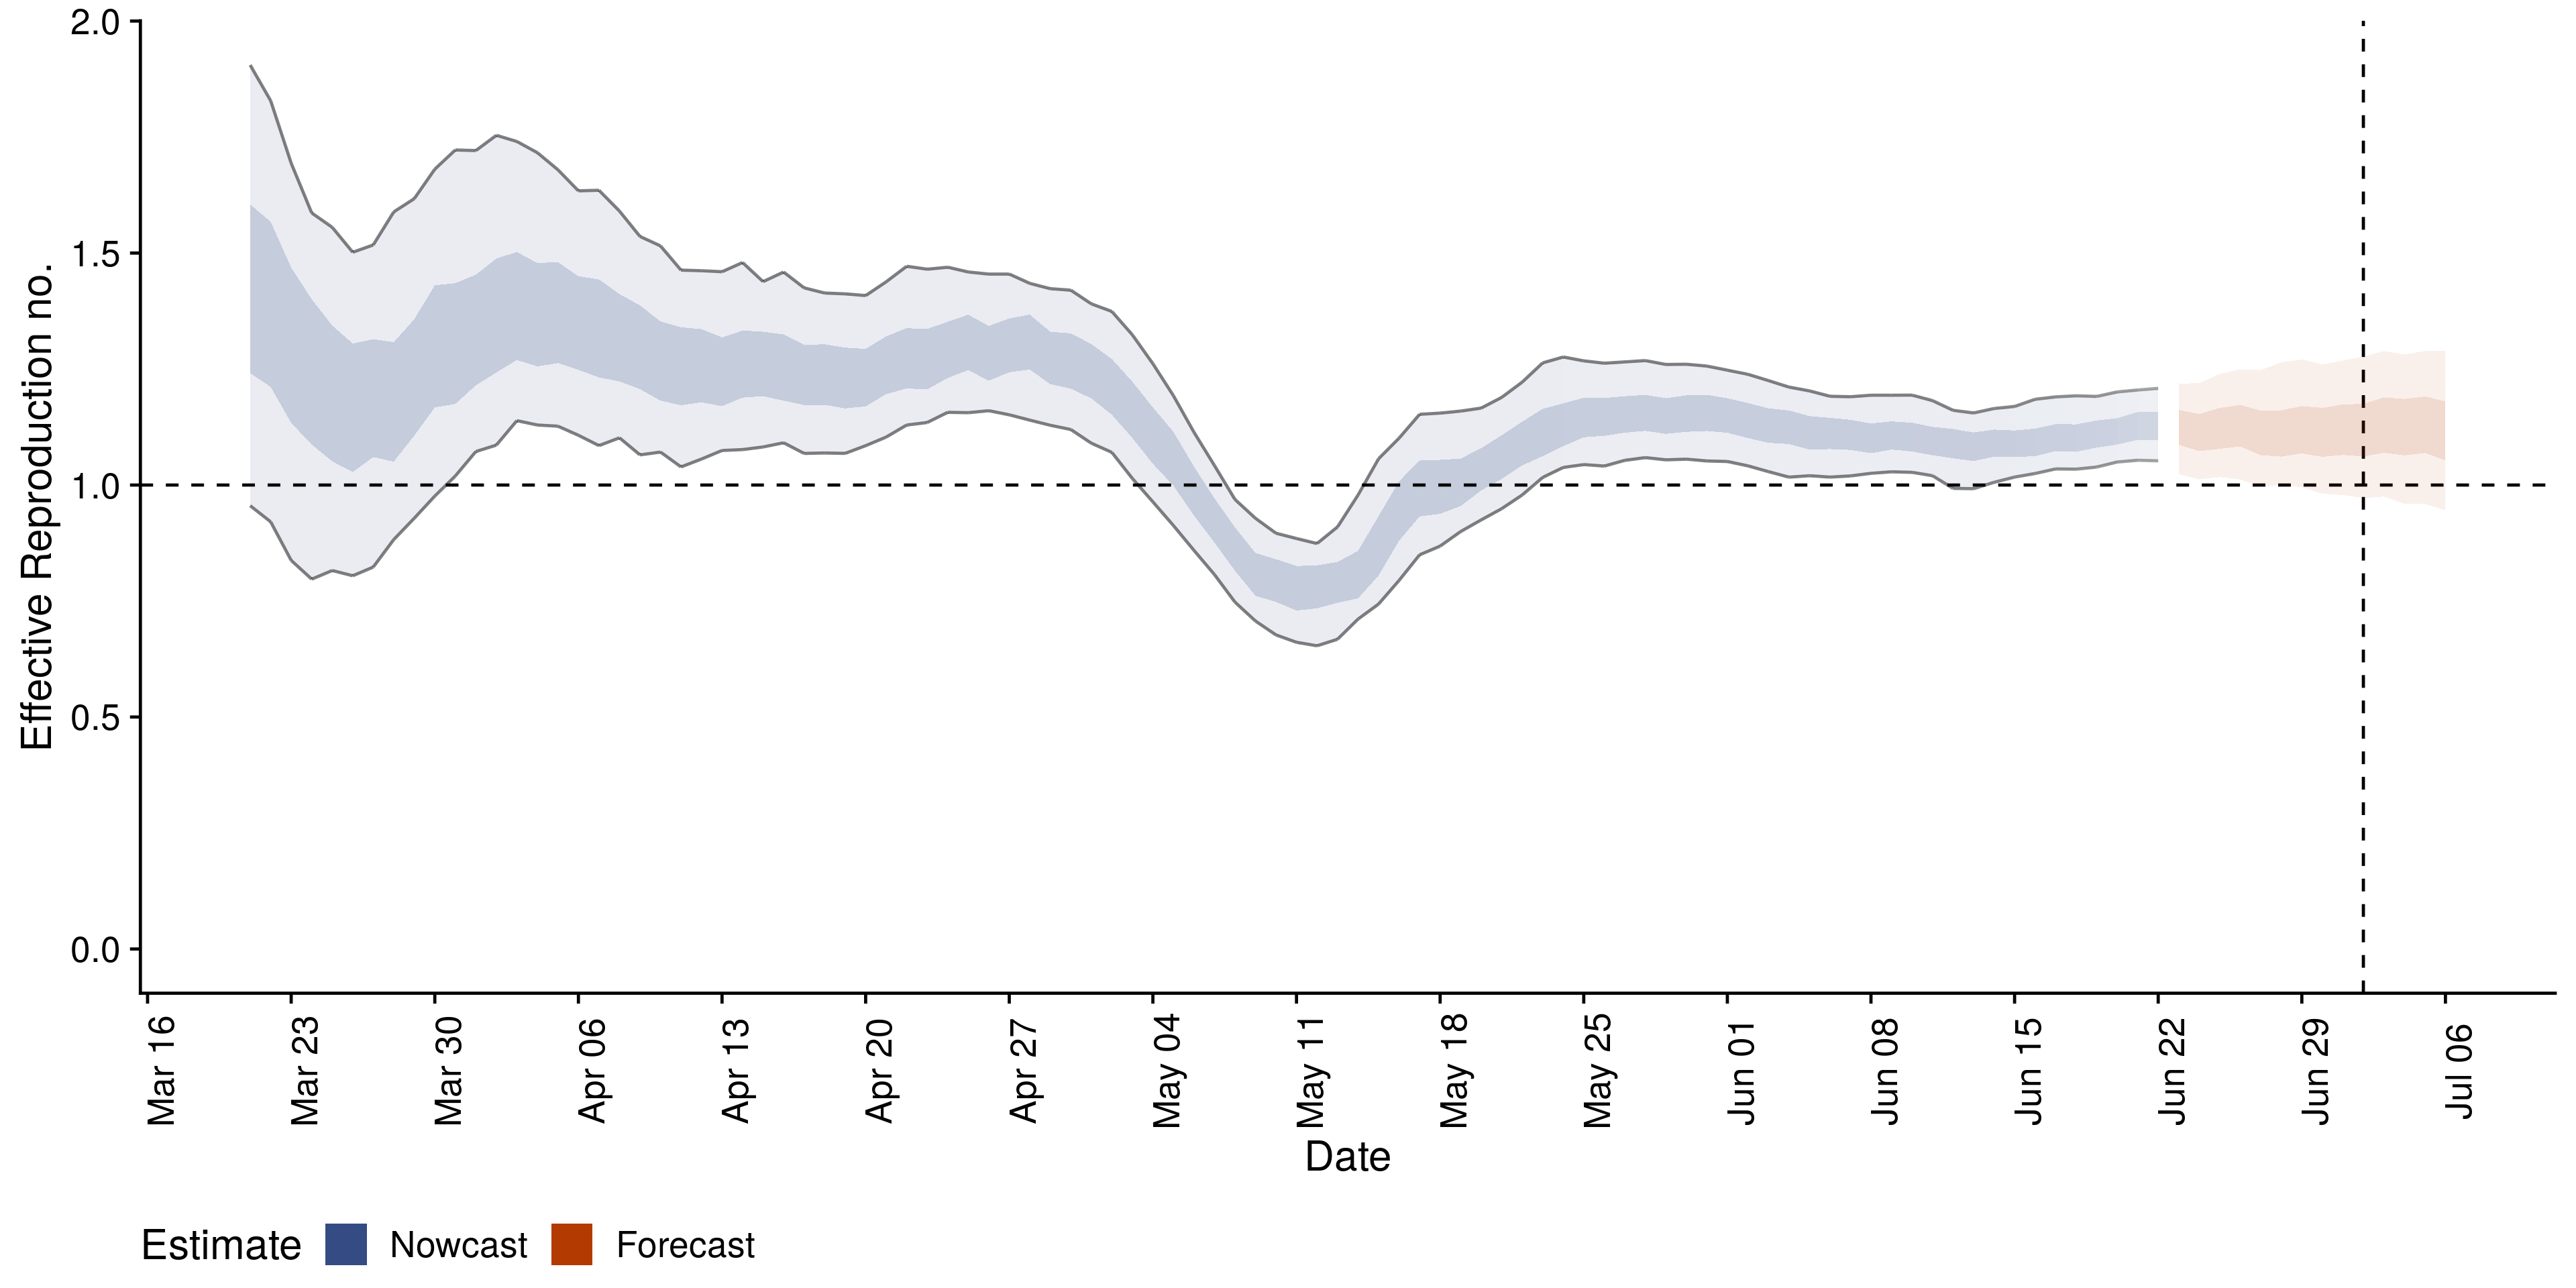 Effective Reproduction no.
2.0
1.5
1.0
0.5
0.0
Mar 16
Mar 23
Mar 30
Apr 06
Apr 13
Apr 20
Apr 27
May 04
May 11
May 18
May 25
Jun 01
Jun 08
Jun 15
Jun 22
Jun 29
Jul 06
Date
Estimate Nowcast Forecast